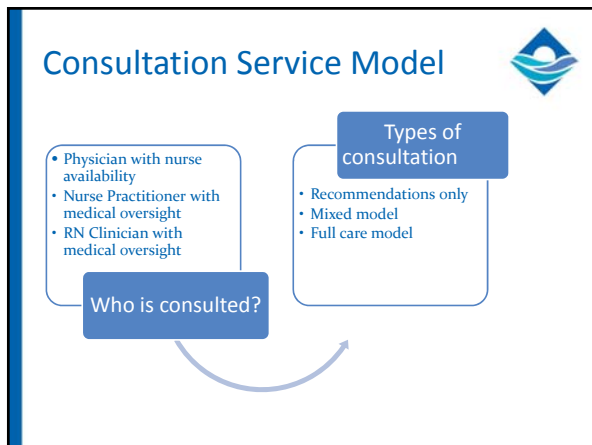 Consultation Service Model
• Physician with nurse
availability
• Nurse Practitioner with
medical oversight
• RN Clinician with
medical oversight
Who is consulted?
Types of
consultation
• Recommendations only
• Mixed model
• Full care model